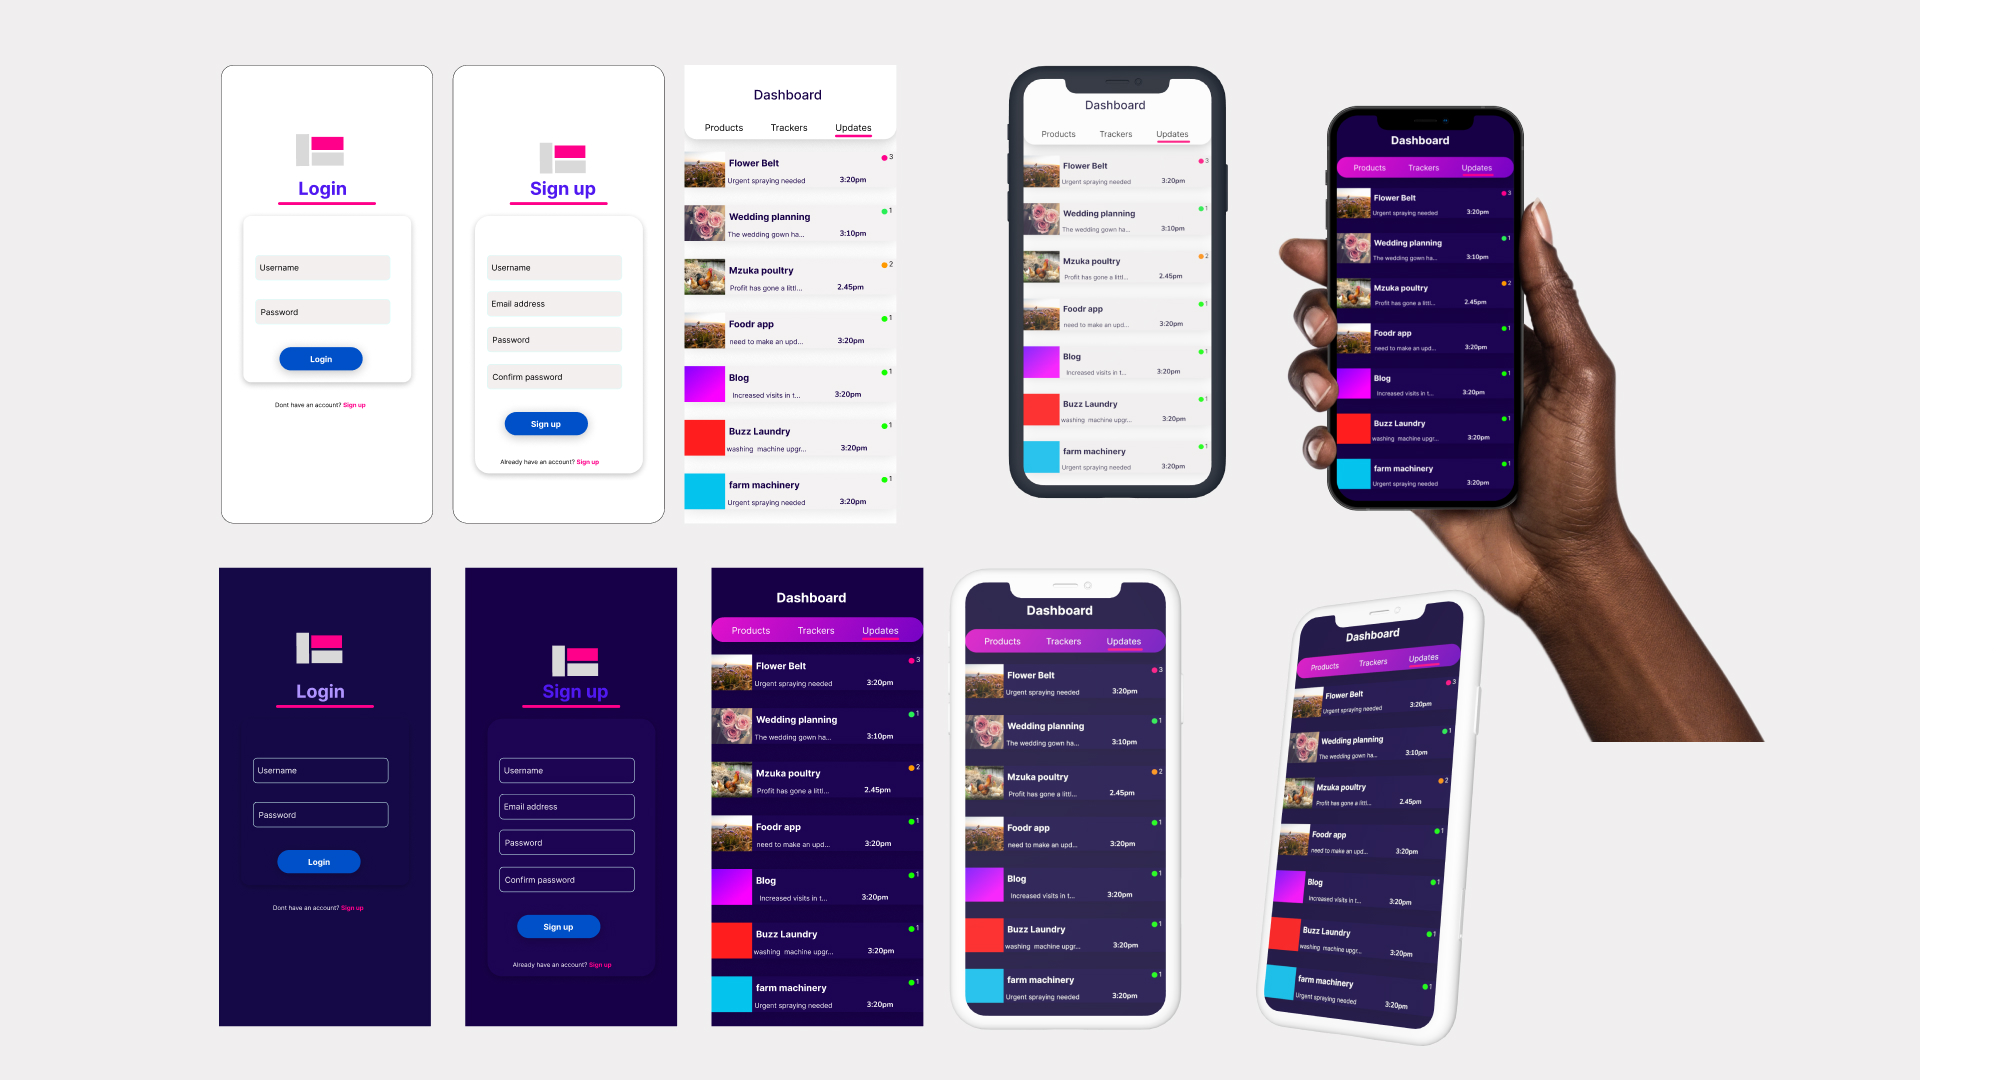 Login
Username
Password
Login
Dont have an account? Sign up
Sign up
Username
Email address
Password
Confirm password
Sign up
Already have an account? Sign up
Dashboard
Products Trackers Updates
Flower Belt 3
Urgent spraying needed 3:20pm
Wedding planning 1
The wedding gown ha... 3:10pm
Mzuka poultry 2
Profit has gone a littl... 2.45pm
Foodr app 1
need to make an upd... 3:20pm
Blog 1
Increased visits in t... 3:20pm
Buzz Laundry 1
washing machine upgr... 3:20pm
farm machinery 1
Urgent spraying needed 3:20pm
Dashboard
Products Trackers Updates
Flower Belt 3
Urgent spraying needed 3:20pm
Wedding planning 1
The wedding gown ha... 3:10pm
Mzuka poultry 2
Profit has gone a littl... 2.45pm
Foodr app 1
need to make an upd... 3:20pm
Blog 1
Increased visits in t... 3:20pm
Buzz Laundry 1
washing machine upgr... 3:20pm
farm machinery 1
Urgent spraying needed 3:20pm
Dashboard
Products Trackers Updates
Flower Belt 3
Urgent spraying needed 3:20pm
Wedding planning 1
The wedding gown ha... 3:10pm
Mzuka poultry 2
Profit has gone a littl... 2.45pm
Foodr app 1
need to make an upd... 3:20pm
Blog 1
Increased visits in t... 3:20pm
Buzz Laundry 1
washing machine upgr... 3:20pm
farm machinery 1
Urgent spraying needed 3:20pm
Login
Username
Password
Login
Dont have an account? Sign up
Sign up
Username
Email address
Password
Confirm password
Sign up
Already have an account? Sign up
Dashboard
Products Trackers Updates
Flower Belt 3
Urgent spraying needed 3:20pm
Wedding planning 1
The wedding gown ha... 3:10pm
Mzuka poultry 2
Profit has gone a littl... 2.45pm
Foodr app 1
need to make an upd... 3:20pm
Blog 1
Increased visits in t... 3:20pm
Buzz Laundry 1
washing machine upgr... 3:20pm
farm machinery 1
Urgent spraying needed 3:20pm
Dashboard
Products Trackers Updates
Flower Belt 3
Urgent spraying needed 3:20pm
Wedding planning 1
The wedding gown ha... 3:10pm
Mzuka poultry 2
Profit has gone a littl... 2.45pm
Foodr app 1
need to make an upd... 3:20pm
Blog 1
Increased visits in t... 3:20pm
Buzz Laundry 1
washing machine upgr... 3:20pm
farm machinery 1
Urgent spraying needed 3:20pm
Dashboard
Products Trackers Updates
Flower Belt 3
Urgent spraying needed 3:20pm
Wedding planning 1
The wedding gown ha... 3:10pm
Mzuka poultry 2
Profit has gone a littl... 2.45pm
Foodr app 1
need to make an upd... 3:20pm
Blog 1
Increased visits in t... 3:20pm
Buzz Laundry 1
washing machine upgr... 3:20pm
farm machinery 1
Urgent spraying needed 3:20pm